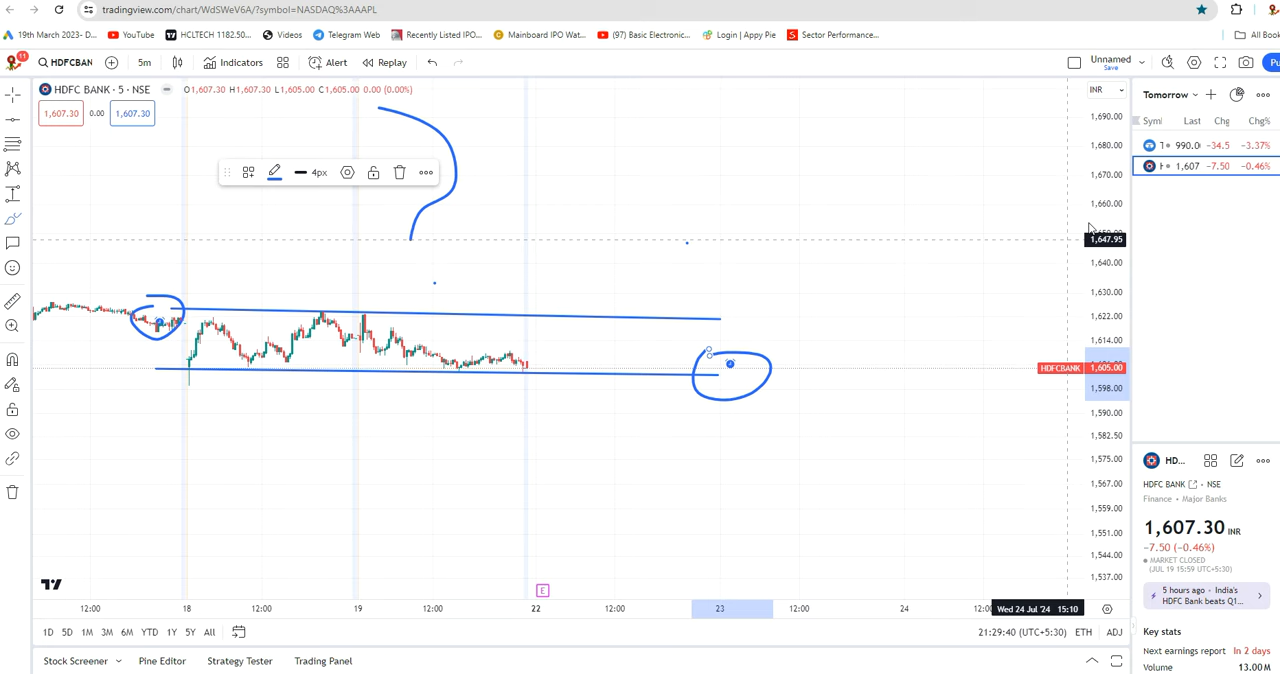 tradingview.com/chart/WdSWeV6A/?symbol=NASDAQ%3AAAPL
19th March 2023- D... YouTube HCLTECH 1182.50... Videos Telegram Web Recently Listed IPO... Mainboard IPO Wat... (97) Basic Electronic... Login | Appy Pie Sector Performance... All Book
11 HDFCBAN 5m Indicators Alert Replay Unnamed Save Pu
HDFC BANK · 5 · NSE O1,607.30 H1,607.30 L1,605.00 C1,605.00 0.00 (0.00%) INR
Tomorrow
1,607.30 0.00 1,607.30
Syml Last Chg Chg%
1 990.0 -34.5 -3.37%
H 1,607 -7.50 -0.46%
4px
1,690.00
1,680.00
1,670.00
1,660.00
1,647.95
1,640.00
1,630.00
1,622.00
1,614.00
HDFCBANK 1,605.00
1,598.00
1,590.00
1,582.50
1,575.00
1,567.00
1,559.00
1,551.00
1,544.00
1,537.00
HD...
HDFC BANK · NSE
Finance · Major Banks
1,607.30 INR
-7.50 (-0.46%)
MARKET CLOSED
(JUL 19 15:59 UTC+5:30)
5 hours ago · India's
HDFC Bank beats Q1...
E
12:00 18 12:00 19 12:00 22 12:00 23 12:00 24 12:00 Wed 24 Jul '24 15:10
1D 5D 1M 3M 6M YTD 1Y 5Y All 21:29:40 (UTC+5:30) ETH ADJ
Key stats
Next earnings report In 2 days
Volume 13.00M
Stock Screener Pine Editor Strategy Tester Trading Panel